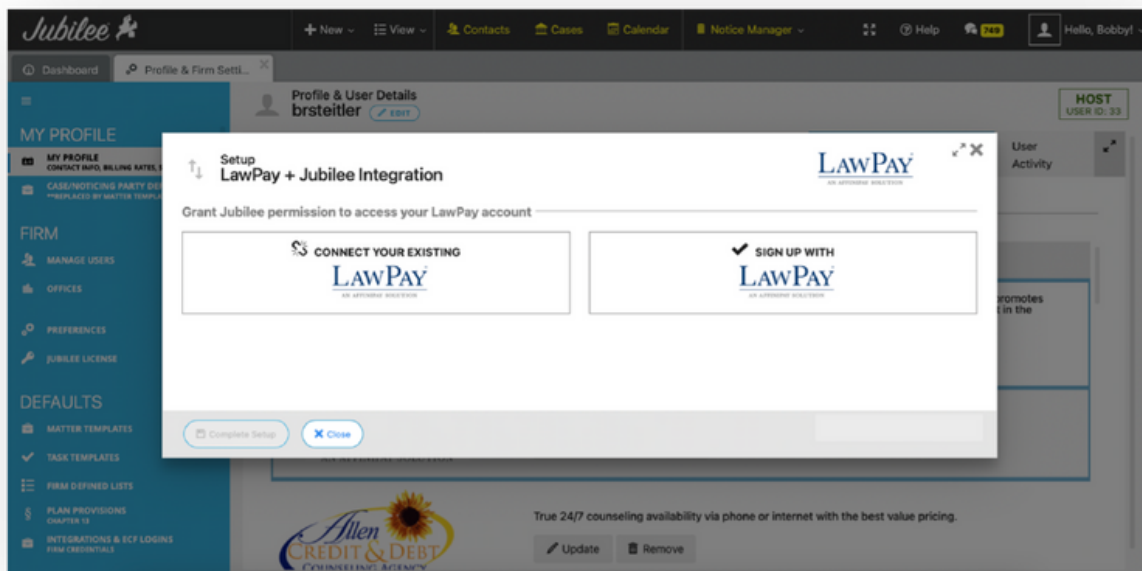 Jubilee
New View Contacts Cases Calendar Notice Manager Help 749 Hello, Bobby!
Dashboard Profile & Firm Setti...
Profile & User Details
brsteitler EDIT
HOST
USER ID: 33
MY PROFILE
MY PROFILE
CONTACT INFO, BILLING RATES,
User
Activity
CASE/NOTICING PARTY
**REPLACED BY MATTER
Setup
LawPay + Jubilee Integration
LAWPAY
AN AFFINIPAY SOLUTION
Grant Jubilee permission to access your LawPay account
CONNECT YOUR EXISTING
LAWPAY
AN AFFINIPAY SOLUTION
SIGN UP WITH
LAWPAY
AN AFFINIPAY SOLUTION
Complete Setup Close
FIRM
MANAGE USERS
OFFICES
PREFERENCES
JUBILEE LICENSE
DEFAULTS
MATTER TEMPLATES
TASK TEMPLATES
FIRM DEFINED LISTS
§ PLAN PROVISIONS
CHAPTER 13
INTEGRATIONS & ECF LOGINS
FIRM CREDENTIALS
promotes
in the
AN AFFINIPAY SOLUTION
Allen
CREDIT & DEBT
COUNSELING AGENCY
True 24/7 counseling availability via phone or internet with the best value pricing.
Update Remove